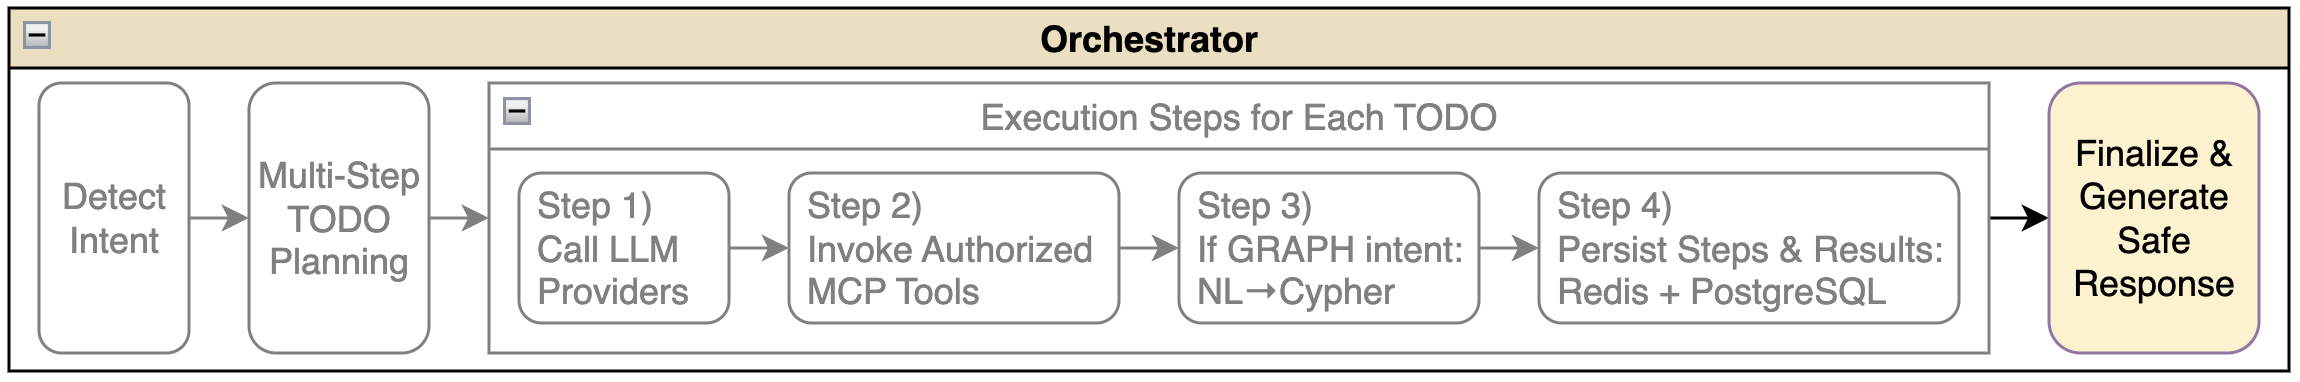 Orchestrator
Detect
Intent
Multi-Step
TODO
Planning
Execution Steps for Each TODO
Step 1)
Call LLM
Providers
Step 2)
Invoke Authorized
MCP Tools
Step 3)
If GRAPH intent:
NL→Cypher
Step 4)
Persist Steps & Results:
Redis + PostgreSQL
Finalize &
Generate
Safe
Response